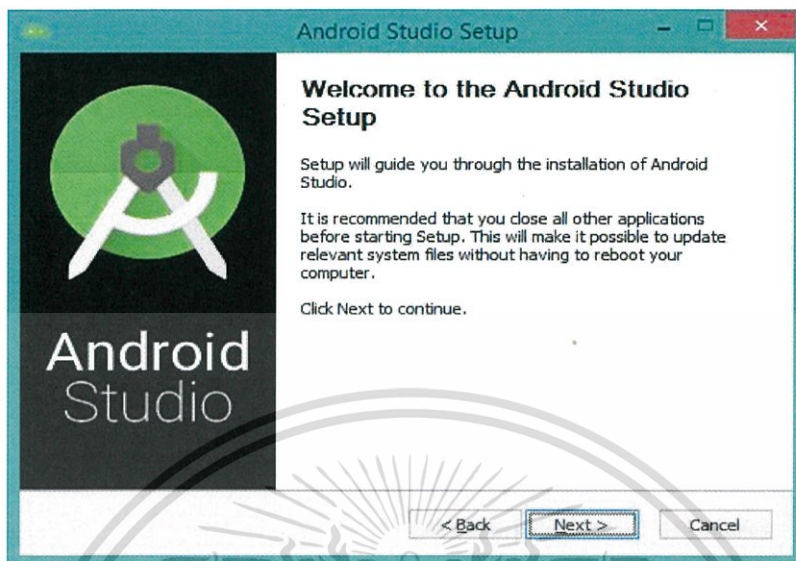 Android Studio Setup
Welcome to the Android Studio
Setup
Setup will guide you through the installation of Android
Studio.
It is recommended that you close all other applications
before starting Setup. This will make it possible to update
relevant system files without having to reboot your
computer.
Click Next to continue.
Android
Studio
< Back
Next >
Cancel